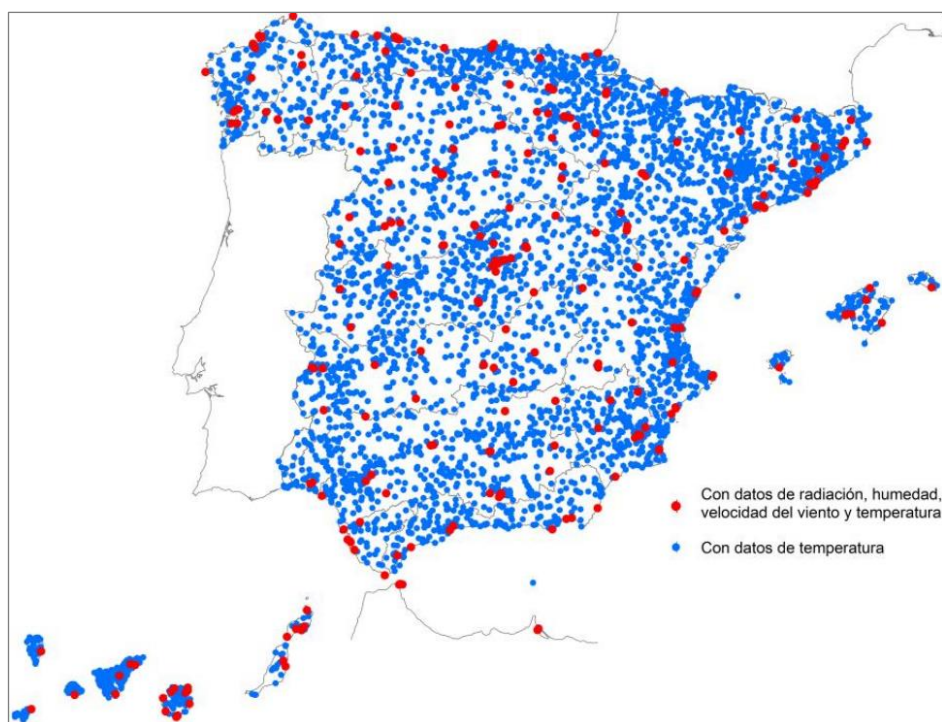 Con datos de radiación, humedad,
velocidad del viento y temperatura
Con datos de temperatura